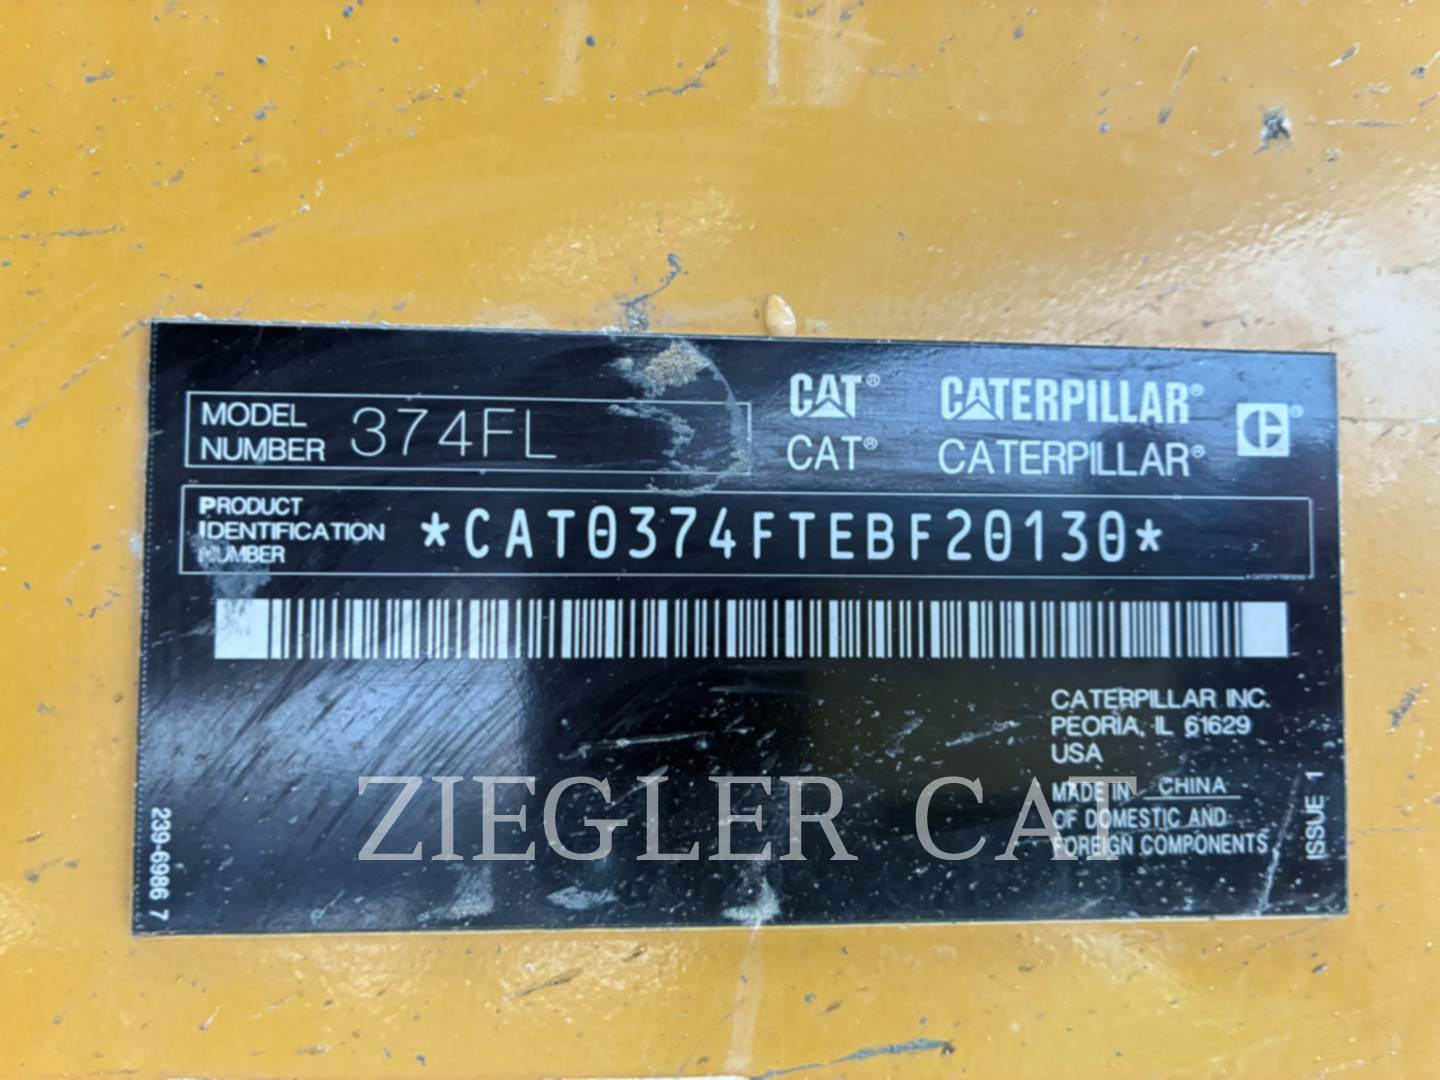 MODEL NUMBER 374FL
CAT® CATERPILLAR®
CAT® CATERPILLAR®
PRODUCT IDENTIFICATION NUMBER *CAT0374FTEBF20130*
CATERPILLAR INC.
PEORIA, IL 61629
USA
MADE IN CHINA
OF DOMESTIC AND
FOREIGN COMPONENTS
ISSUE 1
239-6986 7
ZIEGLER CAT